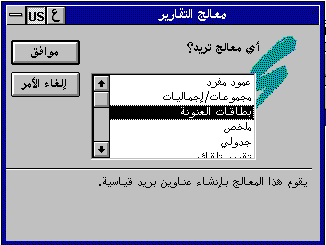 معالج التقارير
US ع
أي معالج تريد؟
موافق
إلغاء الأمر
عمود مفرد
مجموعات/إجماليات
بطاقات العنونة
ملخص
جدولي
يقوم هذا المعالج بإنشاء عناوين بريد قياسية.